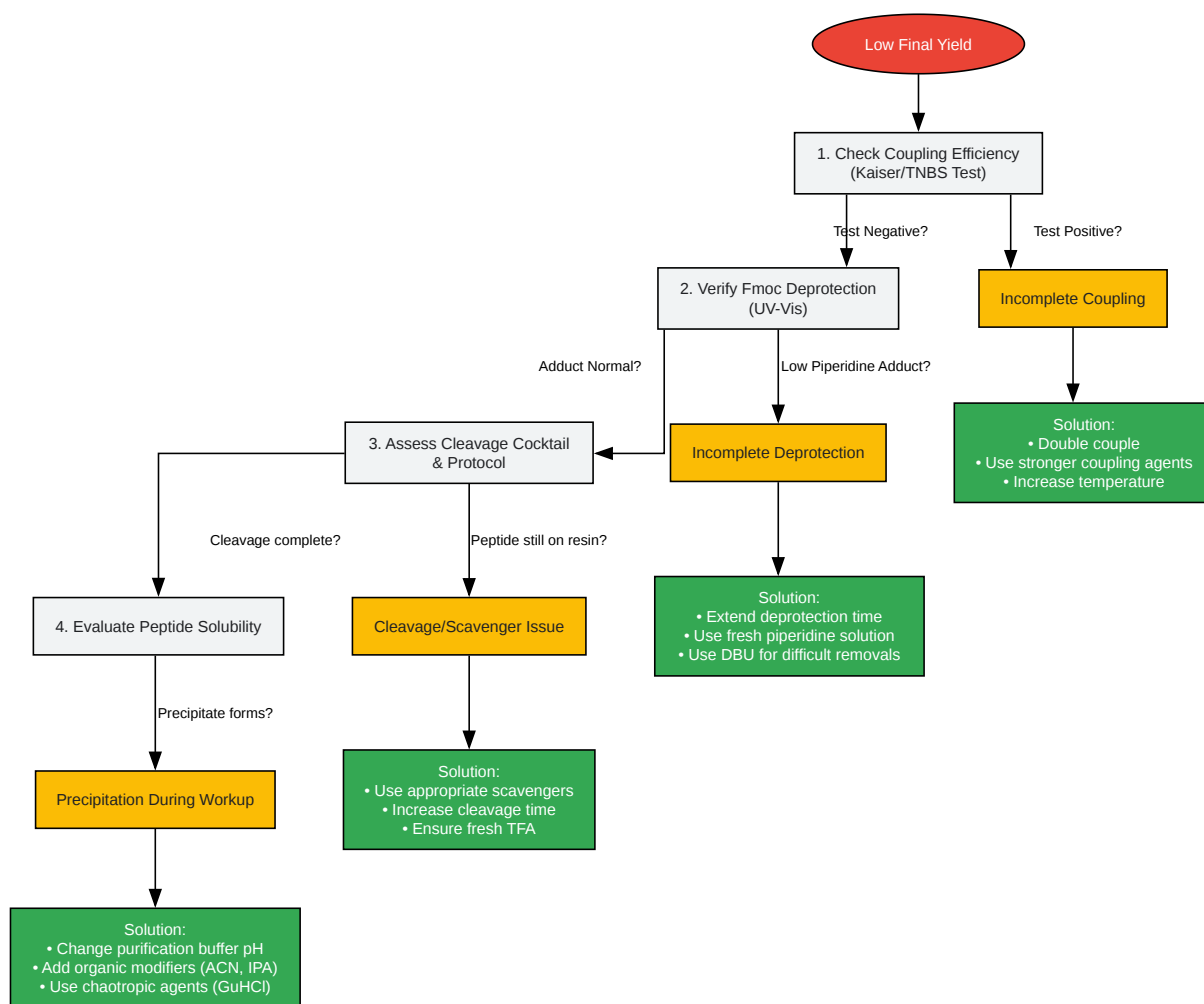 Low Final Yield
1. Check Coupling Efficiency
(Kaiser/TNBS Test)
Test Negative?
Test Positive?
2. Verify Fmoc Deprotection
(UV-Vis)
Incomplete Coupling
Adduct Normal?
Low Piperidine Adduct?
3. Assess Cleavage Cocktail
& Protocol
Incomplete Deprotection
Solution:
• Double couple
• Use stronger coupling agents
• Increase temperature
Cleavage complete?
Peptide still on resin?
4. Evaluate Peptide Solubility
Cleavage/Scavenger Issue
Solution:
• Extend deprotection time
• Use fresh piperidine solution
• Use DBU for difficult removals
Precipitate forms?
Precipitation During Workup
Solution:
• Use appropriate scavengers
• Increase cleavage time
• Ensure fresh TFA
Solution:
• Change purification buffer pH
• Add organic modifiers (ACN, IPA)
• Use chaotropic agents (GuHCl)